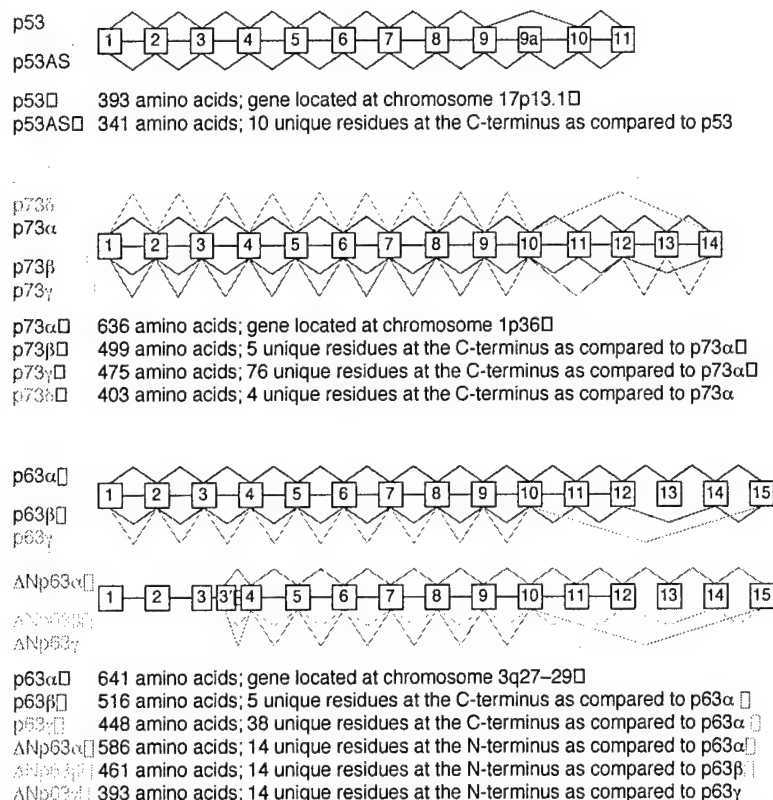 p53
1 2 3 4 5 6 7 8 9 9a 10 11
p53AS
p53 393 amino acids; gene located at chromosome 17p13.1
p53AS 341 amino acids; 10 unique residues at the C-terminus as compared to p53
p73δ
p73α
1 2 3 4 5 6 7 8 9 10 11 12 13 14
p73β
p73γ
p73α 636 amino acids; gene located at chromosome 1p36
p73β 499 amino acids; 5 unique residues at the C-terminus as compared to p73α
p73γ 475 amino acids; 76 unique residues at the C-terminus as compared to p73α
p73δ 403 amino acids; 4 unique residues at the C-terminus as compared to p73α
p63α
1 2 3 4 5 6 7 8 9 10 11 12 13 14 15
p63β
p63γ
ΔNp63α
1 2 3 3' 4 5 6 7 8 9 10 11 12 13 14 15
ΔNp63β
ΔNp63γ
p63α 641 amino acids; gene located at chromosome 3q27–29
p63β 516 amino acids; 5 unique residues at the C-terminus as compared to p63α
p63γ 448 amino acids; 38 unique residues at the C-terminus as compared to p63α
ΔNp63α 586 amino acids; 14 unique residues at the N-terminus as compared to p63α
ΔNp63β 461 amino acids; 14 unique residues at the N-terminus as compared to p63β
ΔNp63γ 393 amino acids; 14 unique residues at the N-terminus as compared to p63γ